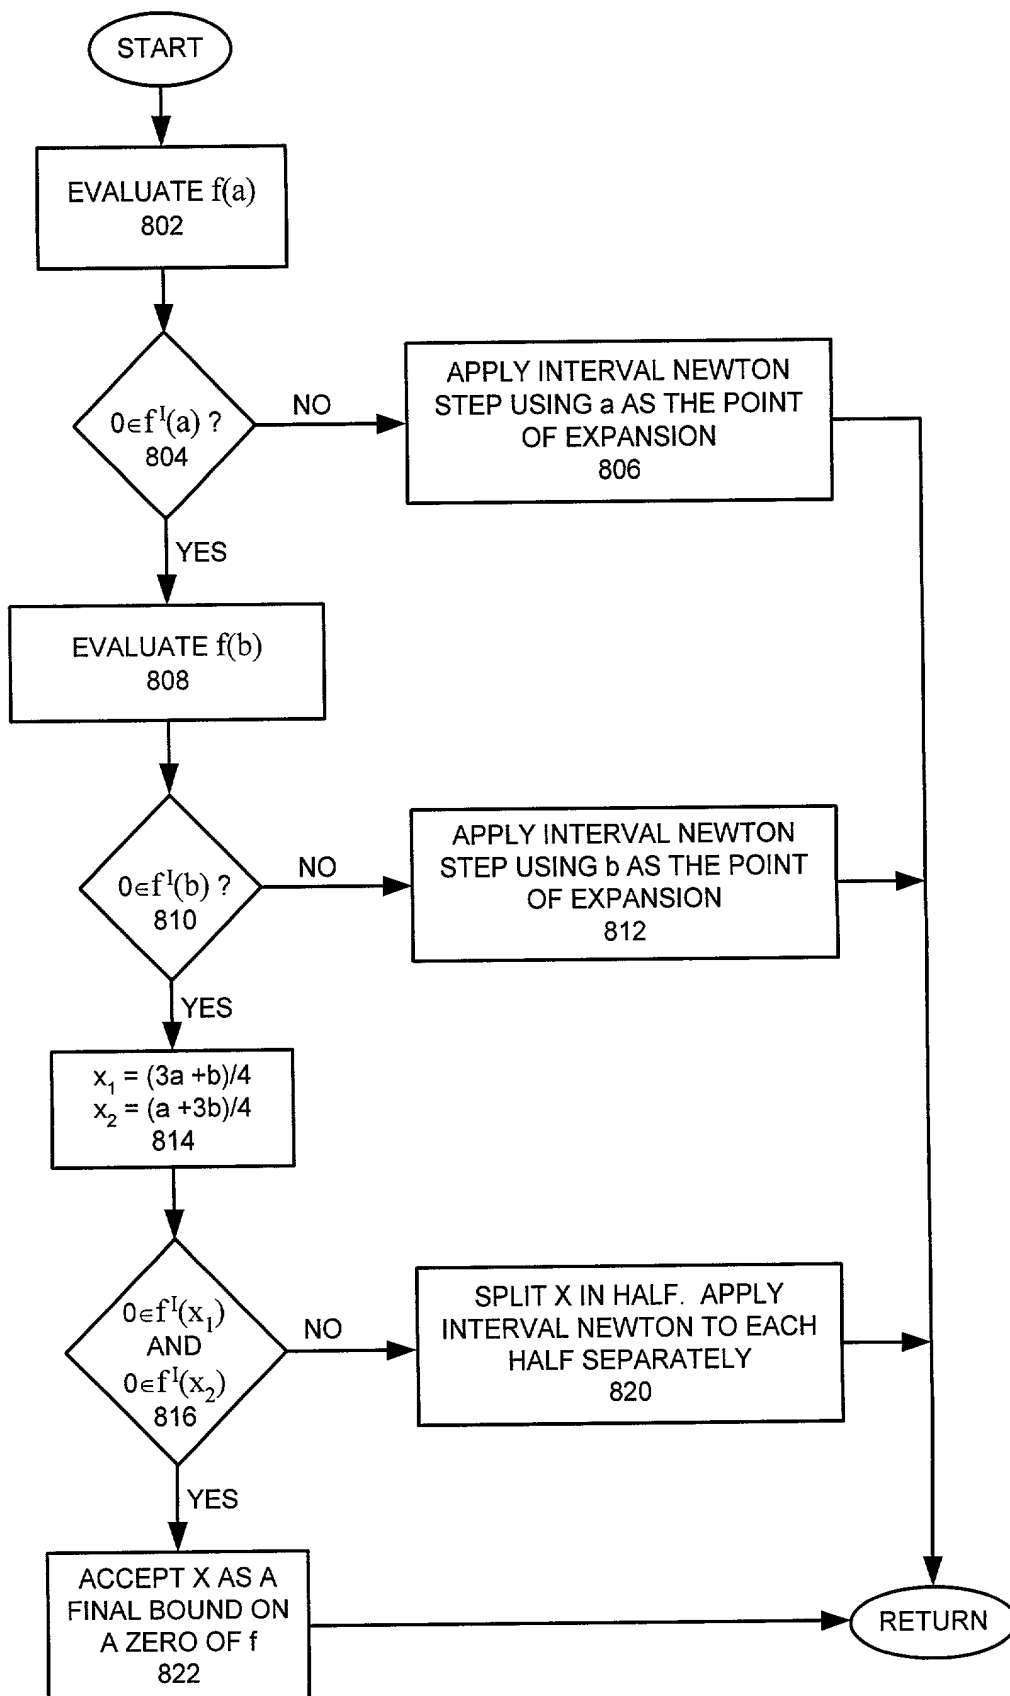 START
EVALUATE f(a)
802
0∈f^I(a) ?
804
NO
APPLY INTERVAL NEWTON
STEP USING a AS THE POINT
OF EXPANSION
806
YES
EVALUATE f(b)
808
0∈f^I(b) ?
810
NO
APPLY INTERVAL NEWTON
STEP USING b AS THE POINT
OF EXPANSION
812
YES
x₁ = (3a +b)/4
x₂ = (a +3b)/4
814
0∈f^I(x₁)
AND
0∈f^I(x₂)
816
NO
SPLIT X IN HALF. APPLY
INTERVAL NEWTON TO EACH
HALF SEPARATELY
820
YES
ACCEPT X AS A
FINAL BOUND ON
A ZERO OF f
822
RETURN